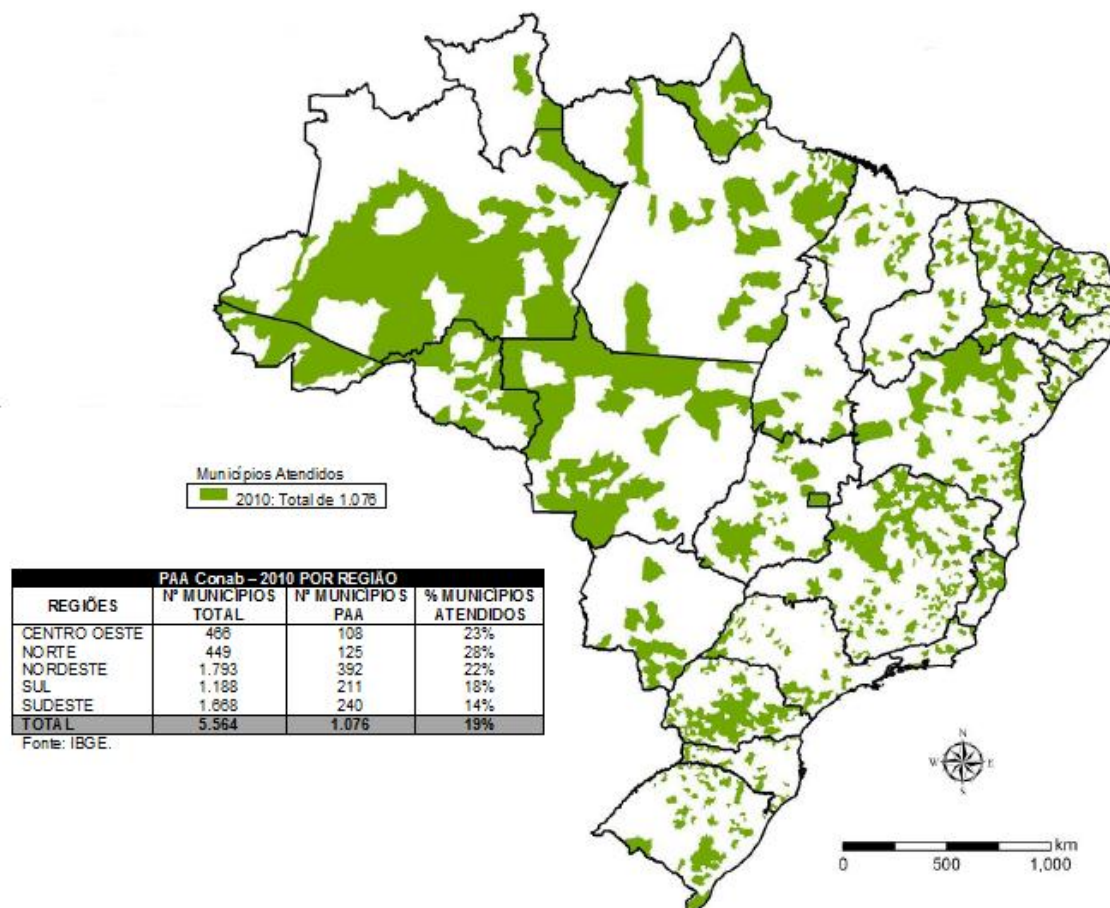 Municípios Atendidos
2010: Total de 1.076
PAA Conab – 2010 POR REGIÃO
REGIÕES Nº MUNICÍPIOS TOTAL Nº MUNICÍPIOS PAA % MUNICÍPIOS ATENDIDOS
CENTRO OESTE 466 108 23%
NORTE 449 125 28%
NORDESTE 1.793 392 22%
SUL 1.188 211 18%
SUDESTE 1.668 240 14%
TOTAL 5.564 1.076 19%
Fonte: IBGE.
N
W E
S
km
0 500 1,000